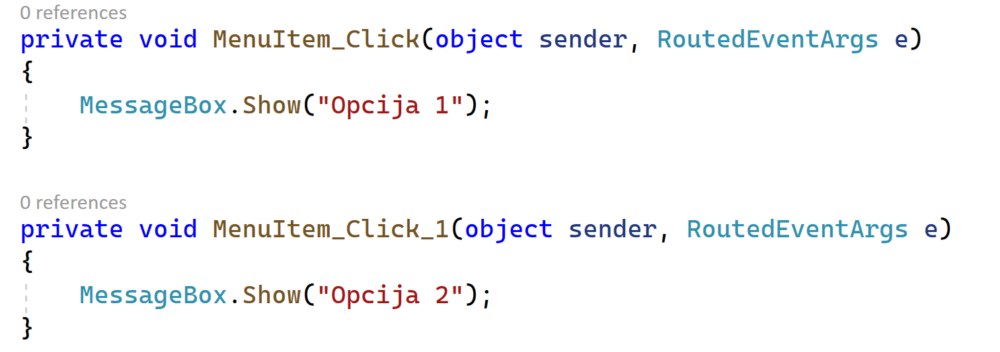 0 references
private void MenuItem_Click(object sender, RoutedEventArgs e)
{
    MessageBox.Show("Opcija 1");
}
0 references
private void MenuItem_Click_1(object sender, RoutedEventArgs e)
{
    MessageBox.Show("Opcija 2");
}